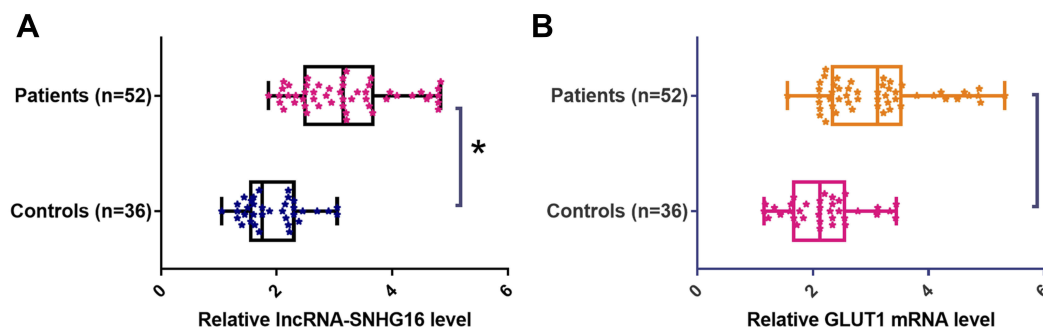 A
B
Patients (n=52)
*
Controls (n=36)
0
2
4
6
Relative lncRNA-SNHG16 level
Patients (n=52)
Controls (n=36)
0
2
4
6
Relative GLUT1 mRNA level